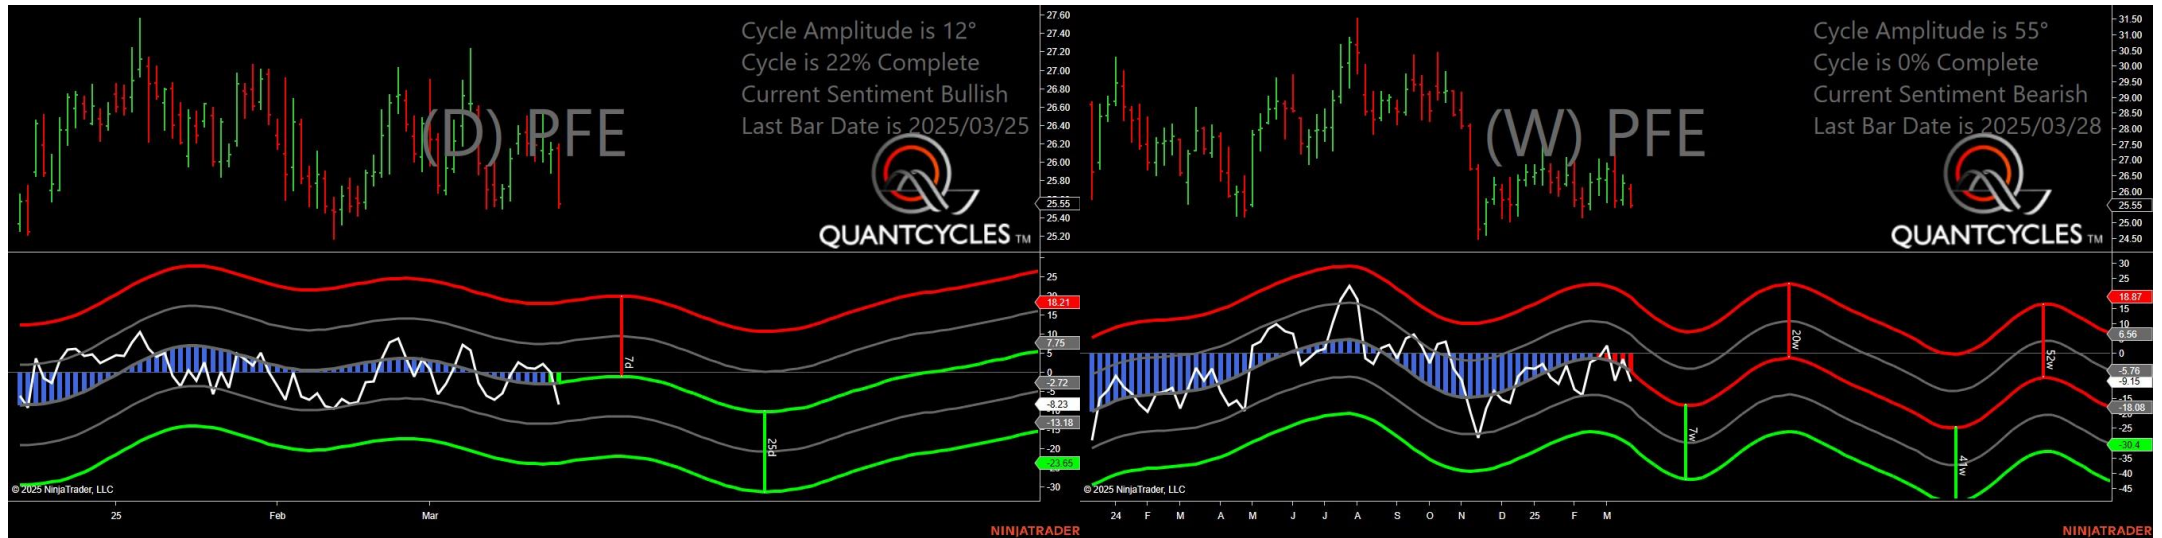 Cycle Amplitude is 12°
Cycle is 22% Complete
Current Sentiment Bullish
Last Bar Date is 2025/03/25
(D) PFE
QUANTCYCLES TM
27.60
27.40
27.20
27.00
26.80
26.60
26.40
26.20
26.00
25.80
25.55
25.40
25.20
25
18.21
15
10
7.75
5
0
-2.72
-5
-8.23
-13.18
-15
-20
-23.65
-30
7d
25d
© 2025 NinjaTrader, LLC
25
Feb
Mar
NINJATRADER
Cycle Amplitude is 55°
Cycle is 0% Complete
Current Sentiment Bearish
Last Bar Date is 2025/03/28
(W) PFE
QUANTCYCLES TM
31.50
31.00
30.50
30.00
29.50
29.00
28.50
28.00
27.50
27.00
26.50
26.00
25.55
25.00
24.50
30
25
18.87
15
10
6.56
0
-5.76
-9.15
-15
-18.08
-25
-30.4
-35
-40
-45
20w
52w
7w
41w
© 2025 NinjaTrader, LLC
24 F M A M J J A S O N D 25 F M
NINJATRADER